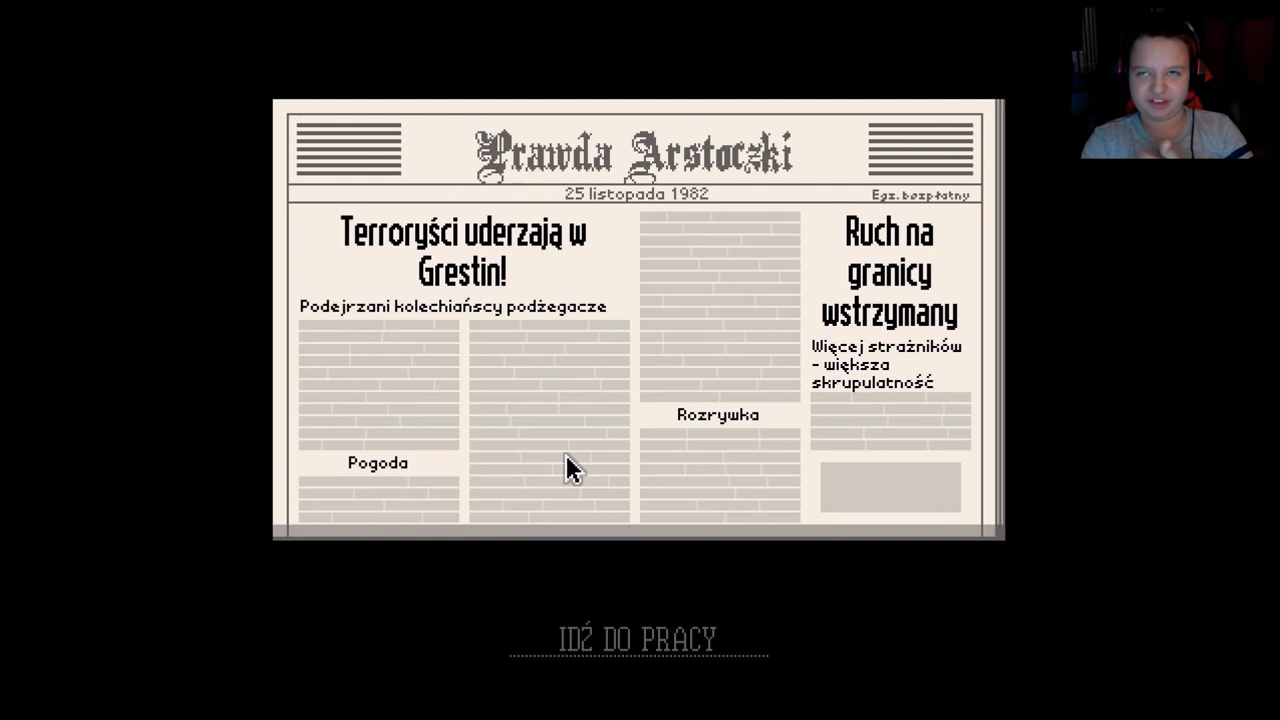 Prawda Arstoczki
25 listopada 1982
Egz. bezpłatny
Terroryści uderzają w
Grestin!
Podejrzani kolechiańscy podżegacze
Pogoda
Rozrywka
Ruch na
granicy
wstrzymany
Więcej strażników
- większa
skrupulatność
IDŹ DO PRACY